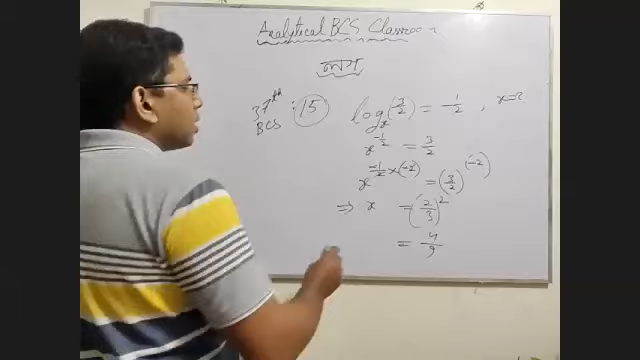 Analytical BCS Classroom
লগ
37th BCS : 15 log_x (3/2) = -1/2 , x=?
x^(-1/2) = 3/2
x^(-1/2 × (-2)) = (3/2)^(-2)
⇒ x = (2/3)^2
= 4/9